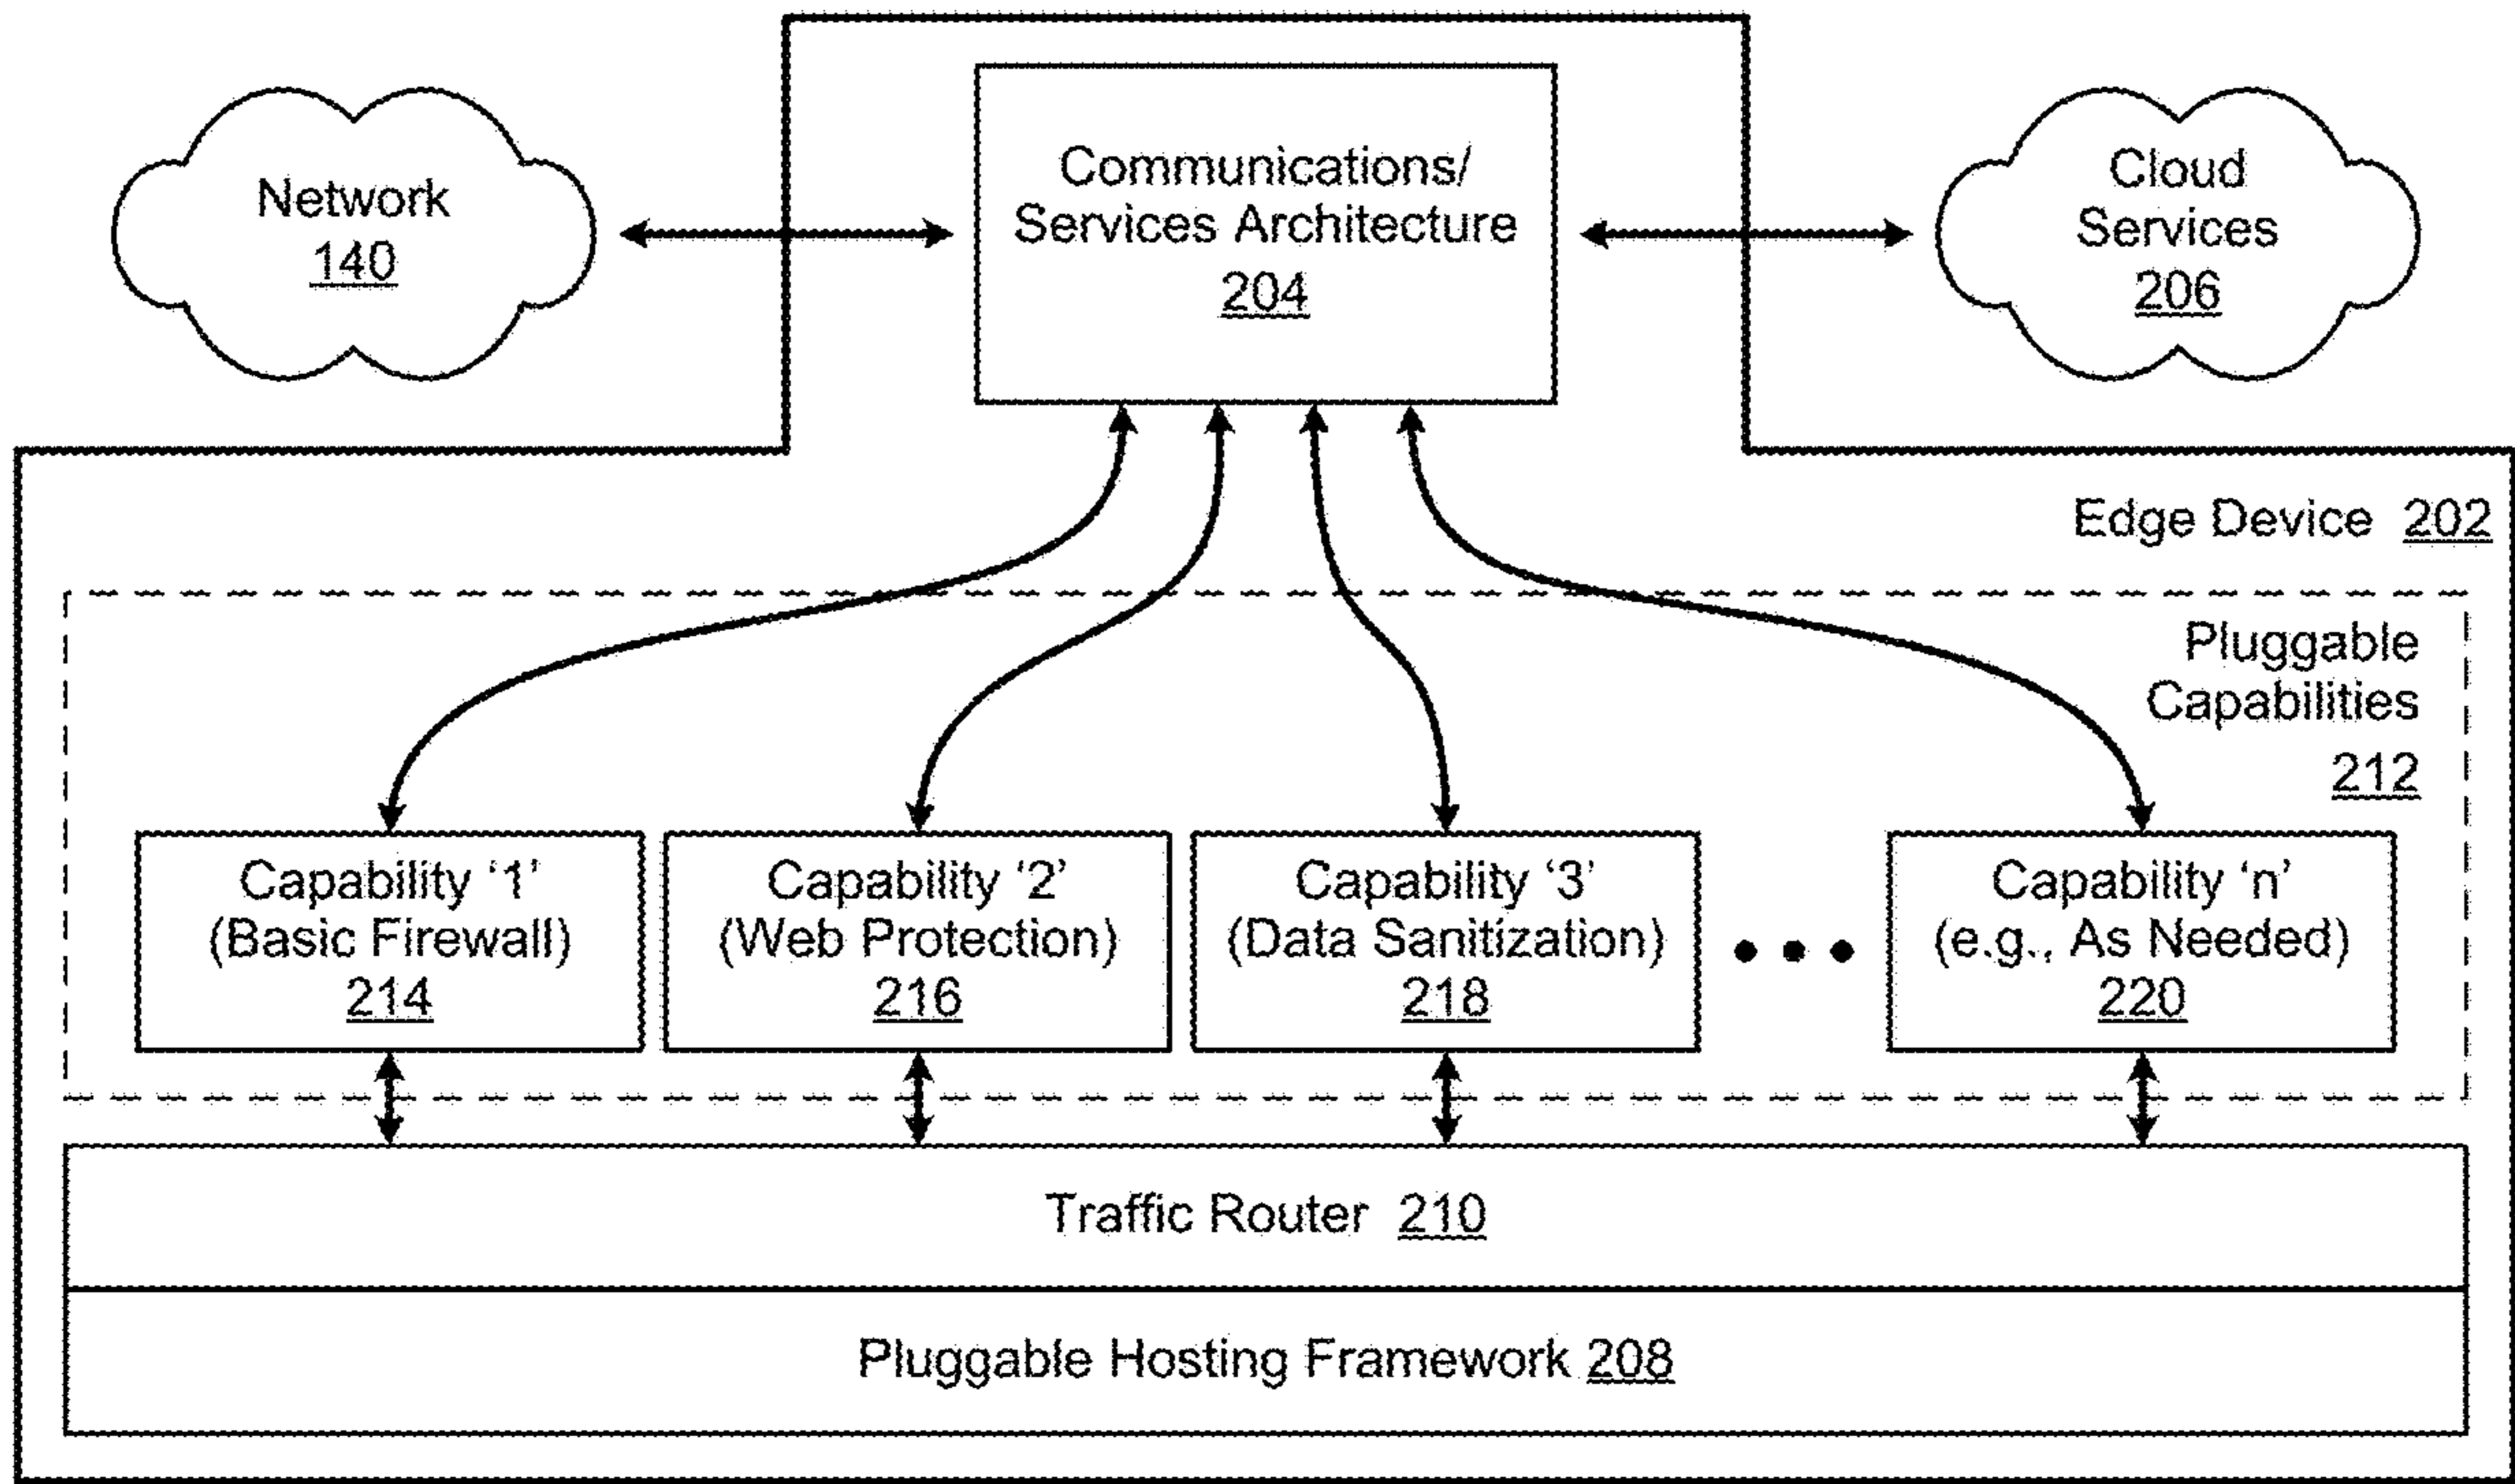 Network
140
Communications/
Services Architecture
204
Cloud
Services
206
Edge Device 202
Pluggable
Capabilities
212
Capability ‘1’
(Basic Firewall)
214
Capability ‘2’
(Web Protection)
216
Capability ‘3’
(Data Sanitization)
218
Capability ‘n’
(e.g., As Needed)
220
Traffic Router 210
Pluggable Hosting Framework 208